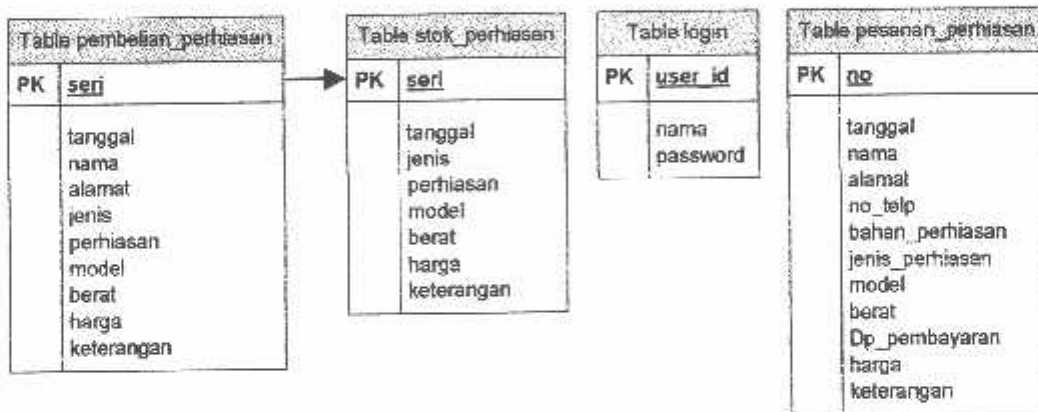 Table pembelian_perhiasan
PK seri
tanggal
nama
alamat
jenis
perhiasan
model
berat
harga
keterangan
Table stok_perhiasan
PK seri
tanggal
jenis
perhiasan
model
berat
harga
keterangan
Table login
PK user_id
nama
password
Table pesanan_perhiasan
PK no
tanggal
nama
alamat
no_telp
bahan_perhiasan
jenis_perhiasan
model
berat
Dp_pembayaran
harga
keterangan